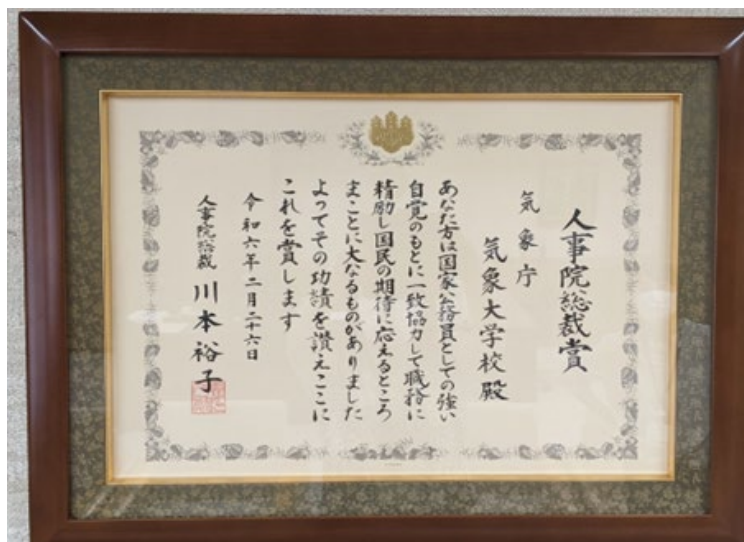 人事院総裁賞
気象庁
気象大学校殿
あなた方は国家公務員としての強い
自覚のもとに一致協力して職務に
精励し国民の期待に応えるところ
まことに大なるものがありました
よってその功績を讃えここに
これを賞します
令和六年二月二十六日
人事院総裁 川本裕子